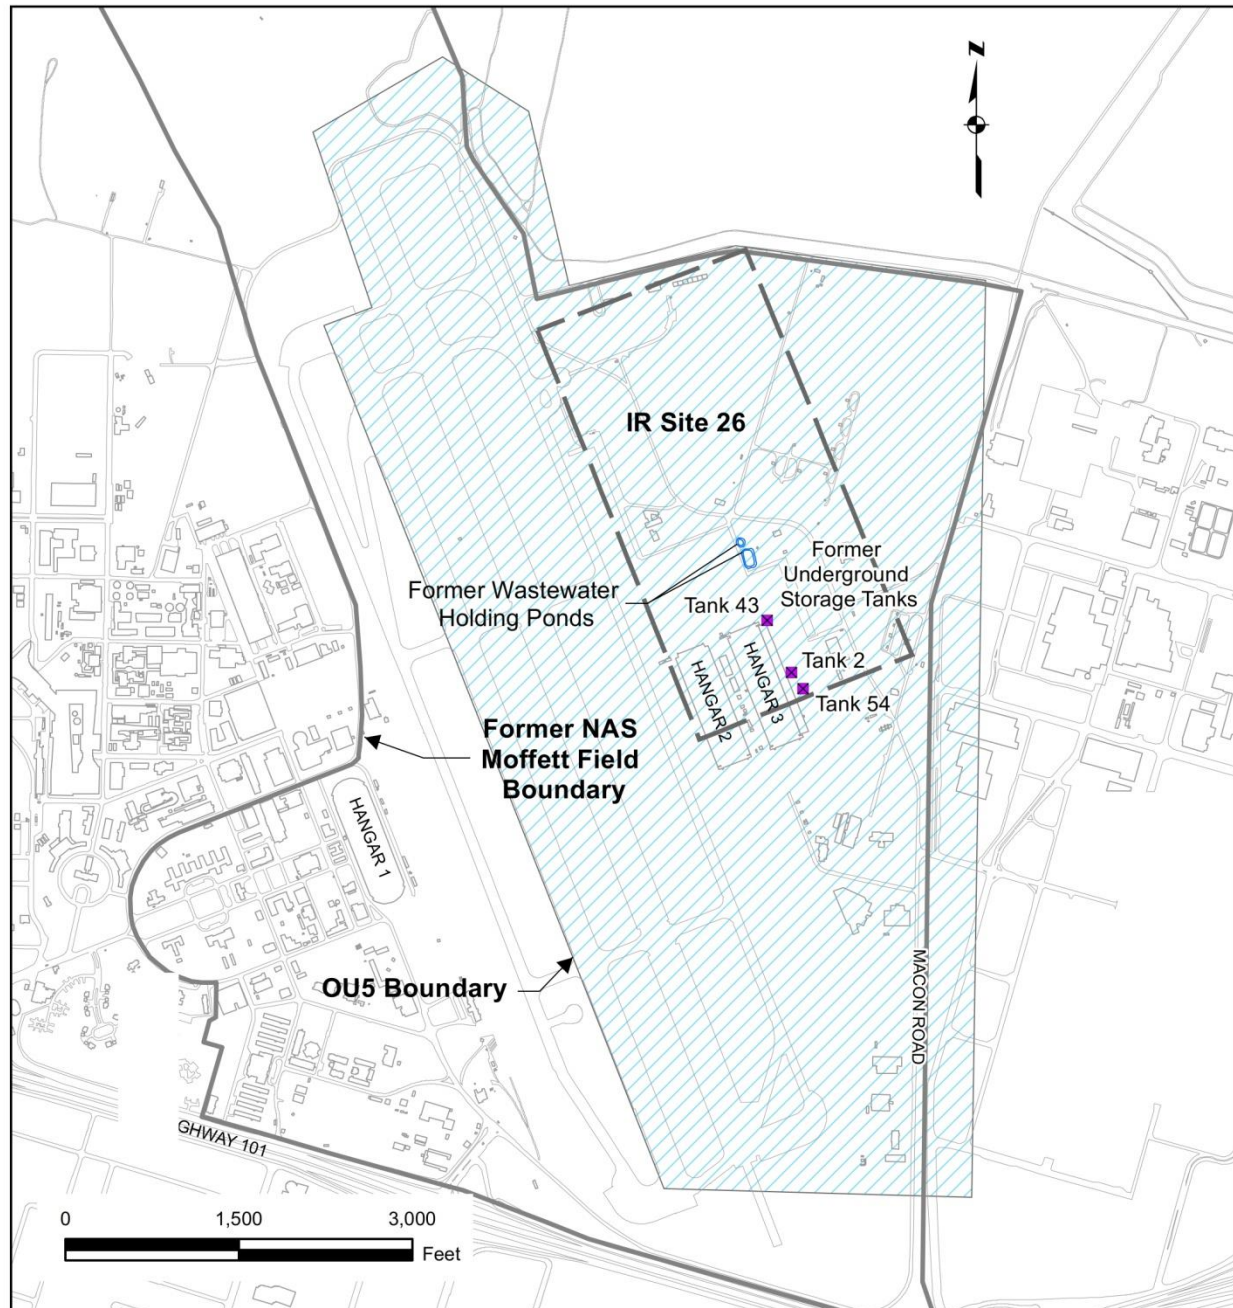 N
IR Site 26
Former Wastewater
Holding Ponds
Former
Underground
Storage Tanks
Tank 43
Tank 2
Tank 54
HANGAR 2
HANGAR 3
Former NAS
Moffett Field
Boundary
HANGAR 1
OU5 Boundary
MACON ROAD
GHWAY 101
0 1,500 3,000
Feet